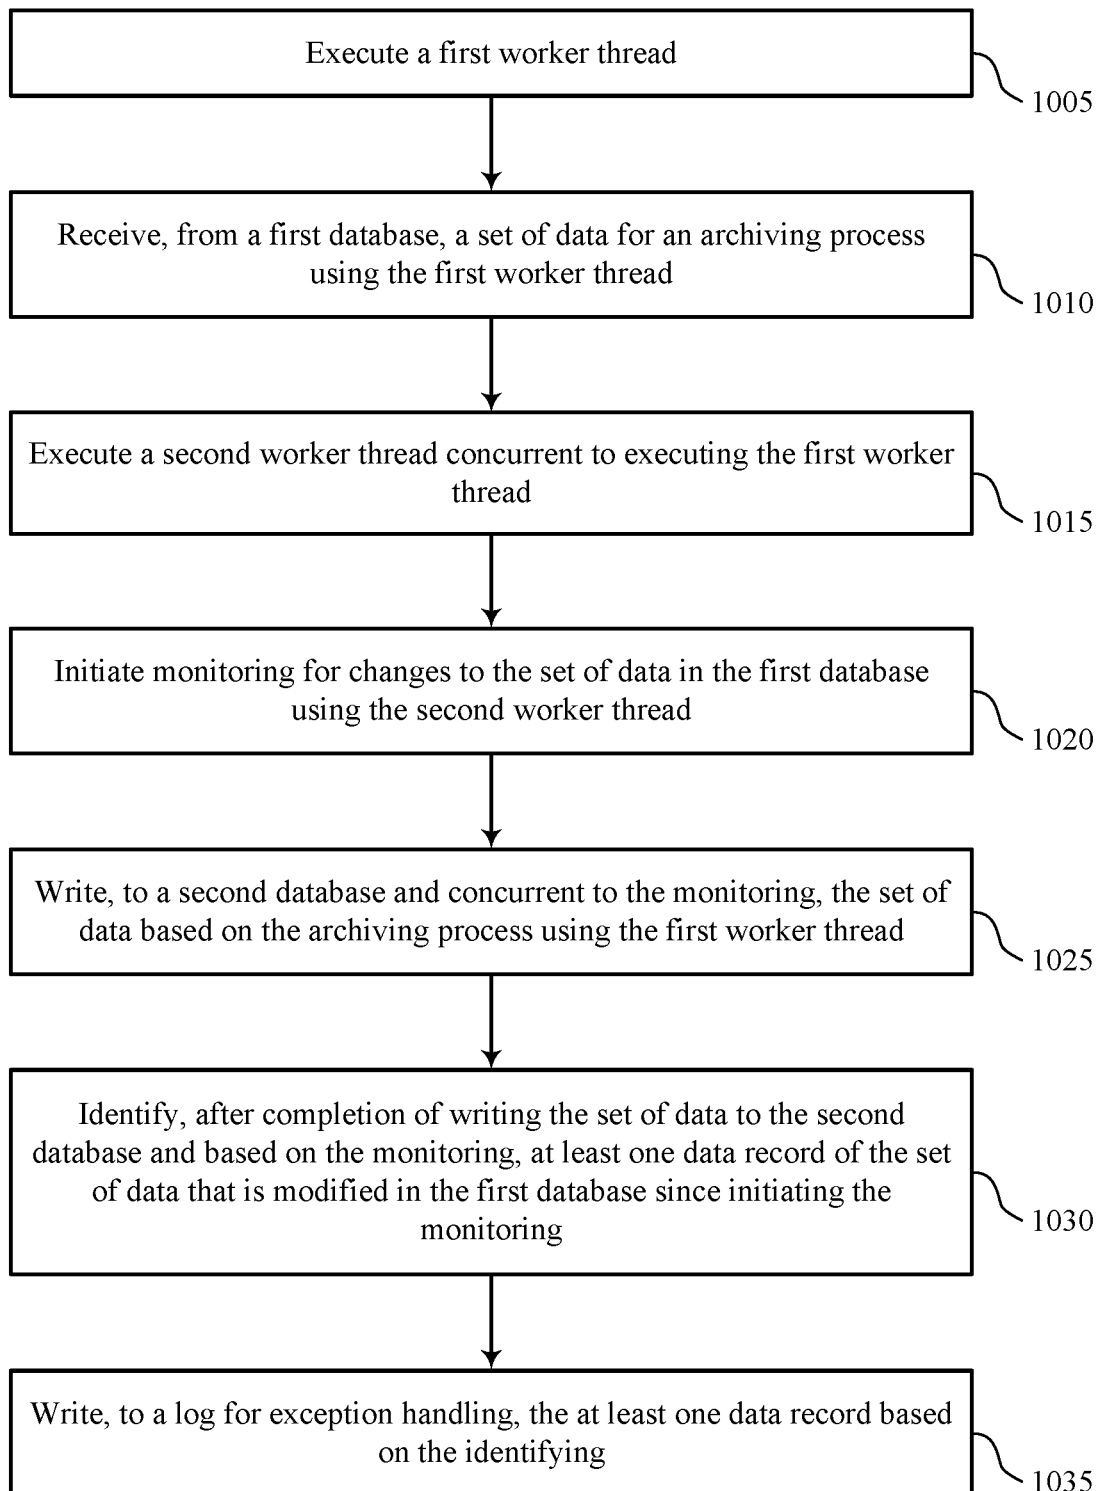 Execute a first worker thread
1005
Receive, from a first database, a set of data for an archiving process
using the first worker thread
1010
Execute a second worker thread concurrent to executing the first worker
thread
1015
Initiate monitoring for changes to the set of data in the first database
using the second worker thread
1020
Write, to a second database and concurrent to the monitoring, the set of
data based on the archiving process using the first worker thread
1025
Identify, after completion of writing the set of data to the second
database and based on the monitoring, at least one data record of the set
of data that is modified in the first database since initiating the
monitoring
1030
Write, to a log for exception handling, the at least one data record based
on the identifying
1035